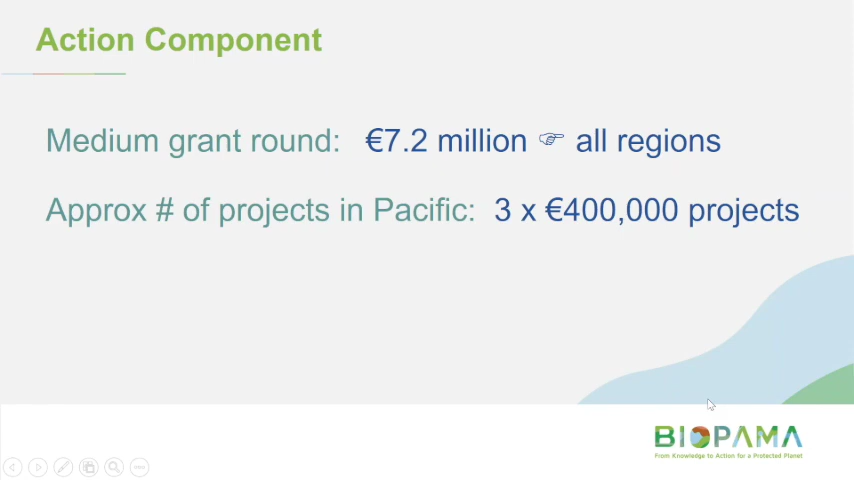 Action Component
Medium grant round: €7.2 million ☞ all regions
Approx # of projects in Pacific: 3 x €400,000 projects
BIOPAMA
From Knowledge to Action for a Protected Planet